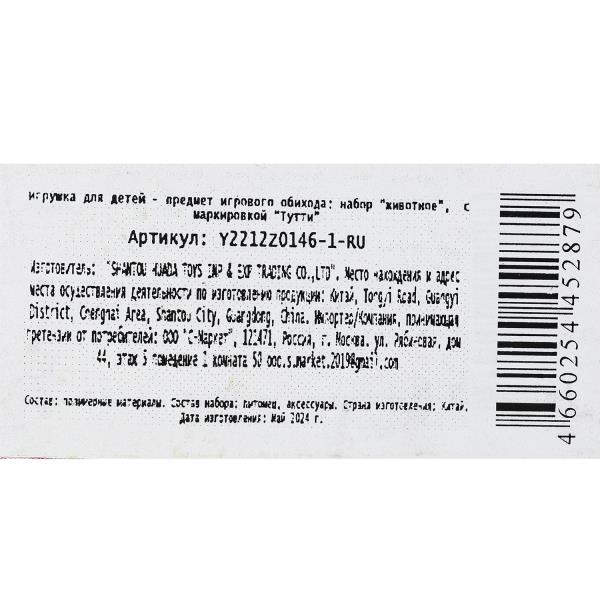 игрушка для детей - предмет игрового обихода: набор "животное", с
маркировкой "Тутти"
Артикул: Y2212Z0146-1-RU
Изготовитель: "SHANTOU HUADA TOYS IMP & EXP TRADING CO.,LTD". Место нахождения и адрес
места осуществления деятельности по изготовлению продукции: Китай, Tongyi Road, Guangyi
District, Chenghai Area, Shantou City, Guangdong, China. Импортер/Компания, принимающая
претензии от потребителей: ООО "С-Маркет", 121471, Россия, г. Москва. ул. Рябиновая, дом
44, этаж 5 помещение 1 комната 50 ooo.s.market.2019@gmail.com
Состав: полимерные материалы. Состав набора: питомец, аксессуары. Страна изготовления: Китай.
Дата изготовления: Май 2024 г.
4 660254 452879